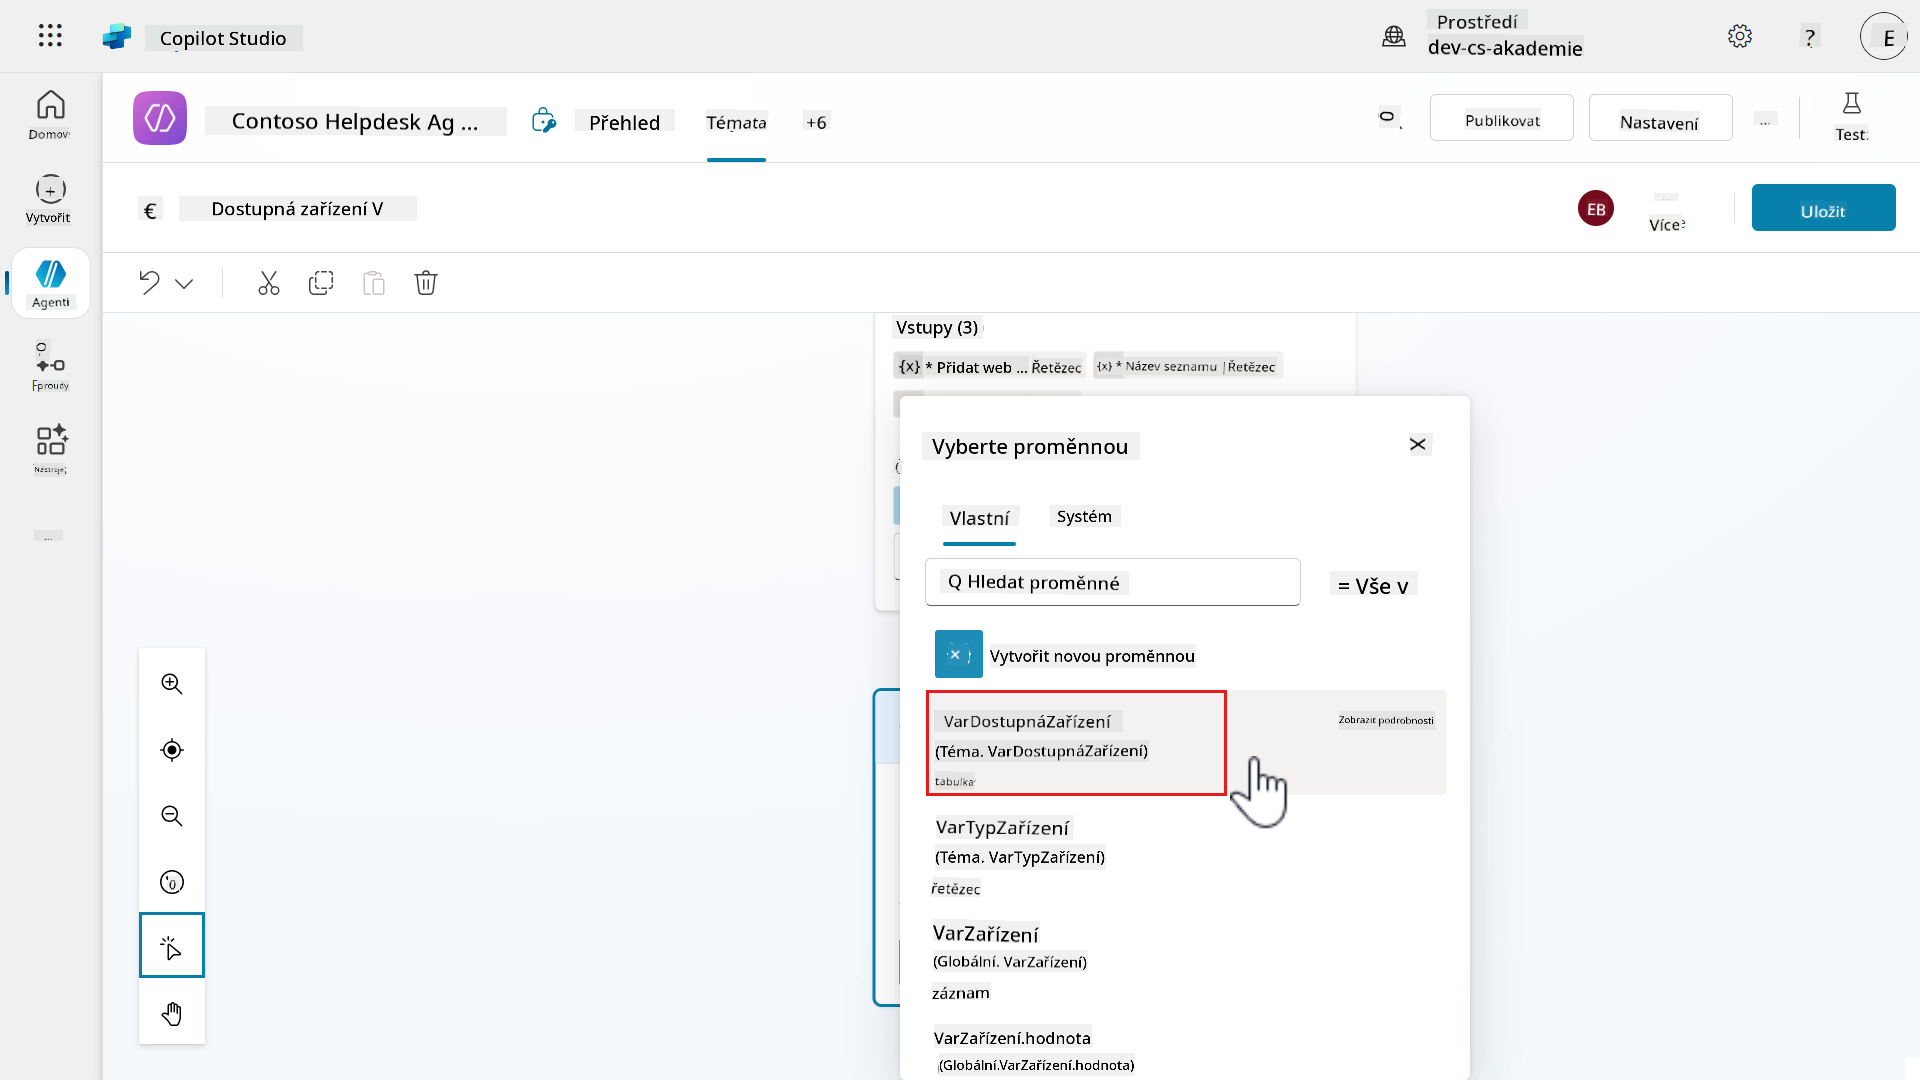 Copilot Studio
Prostředí
dev-cs-akademie
?
E
Domov
Contoso Helpdesk Ag ...
Přehled
Témata
+6
Publikovat
Nastavení
...
Test
Vytvořit
€
Dostupná zařízení V
EB
Více
Uložit
Agenti
Nástroje
...
Vstupy (3)
{x} * Přidat web ... Řetězec
{x} * Název seznamu | Řetězec
Vyberte proměnnou
Vlastní
Systém
Q Hledat proměnné
= Vše v
Vytvořit novou proměnnou
VarDostupnáZařízení
Zobrazit podrobnosti
(Téma. VarDostupnáZařízení)
tabulka
VarTypZařízení
(Téma. VarTypZařízení)
řetězec
VarZařízení
(Globální. VarZařízení)
záznam
VarZařízení.hodnota
(Globální.VarZařízení.hodnota)